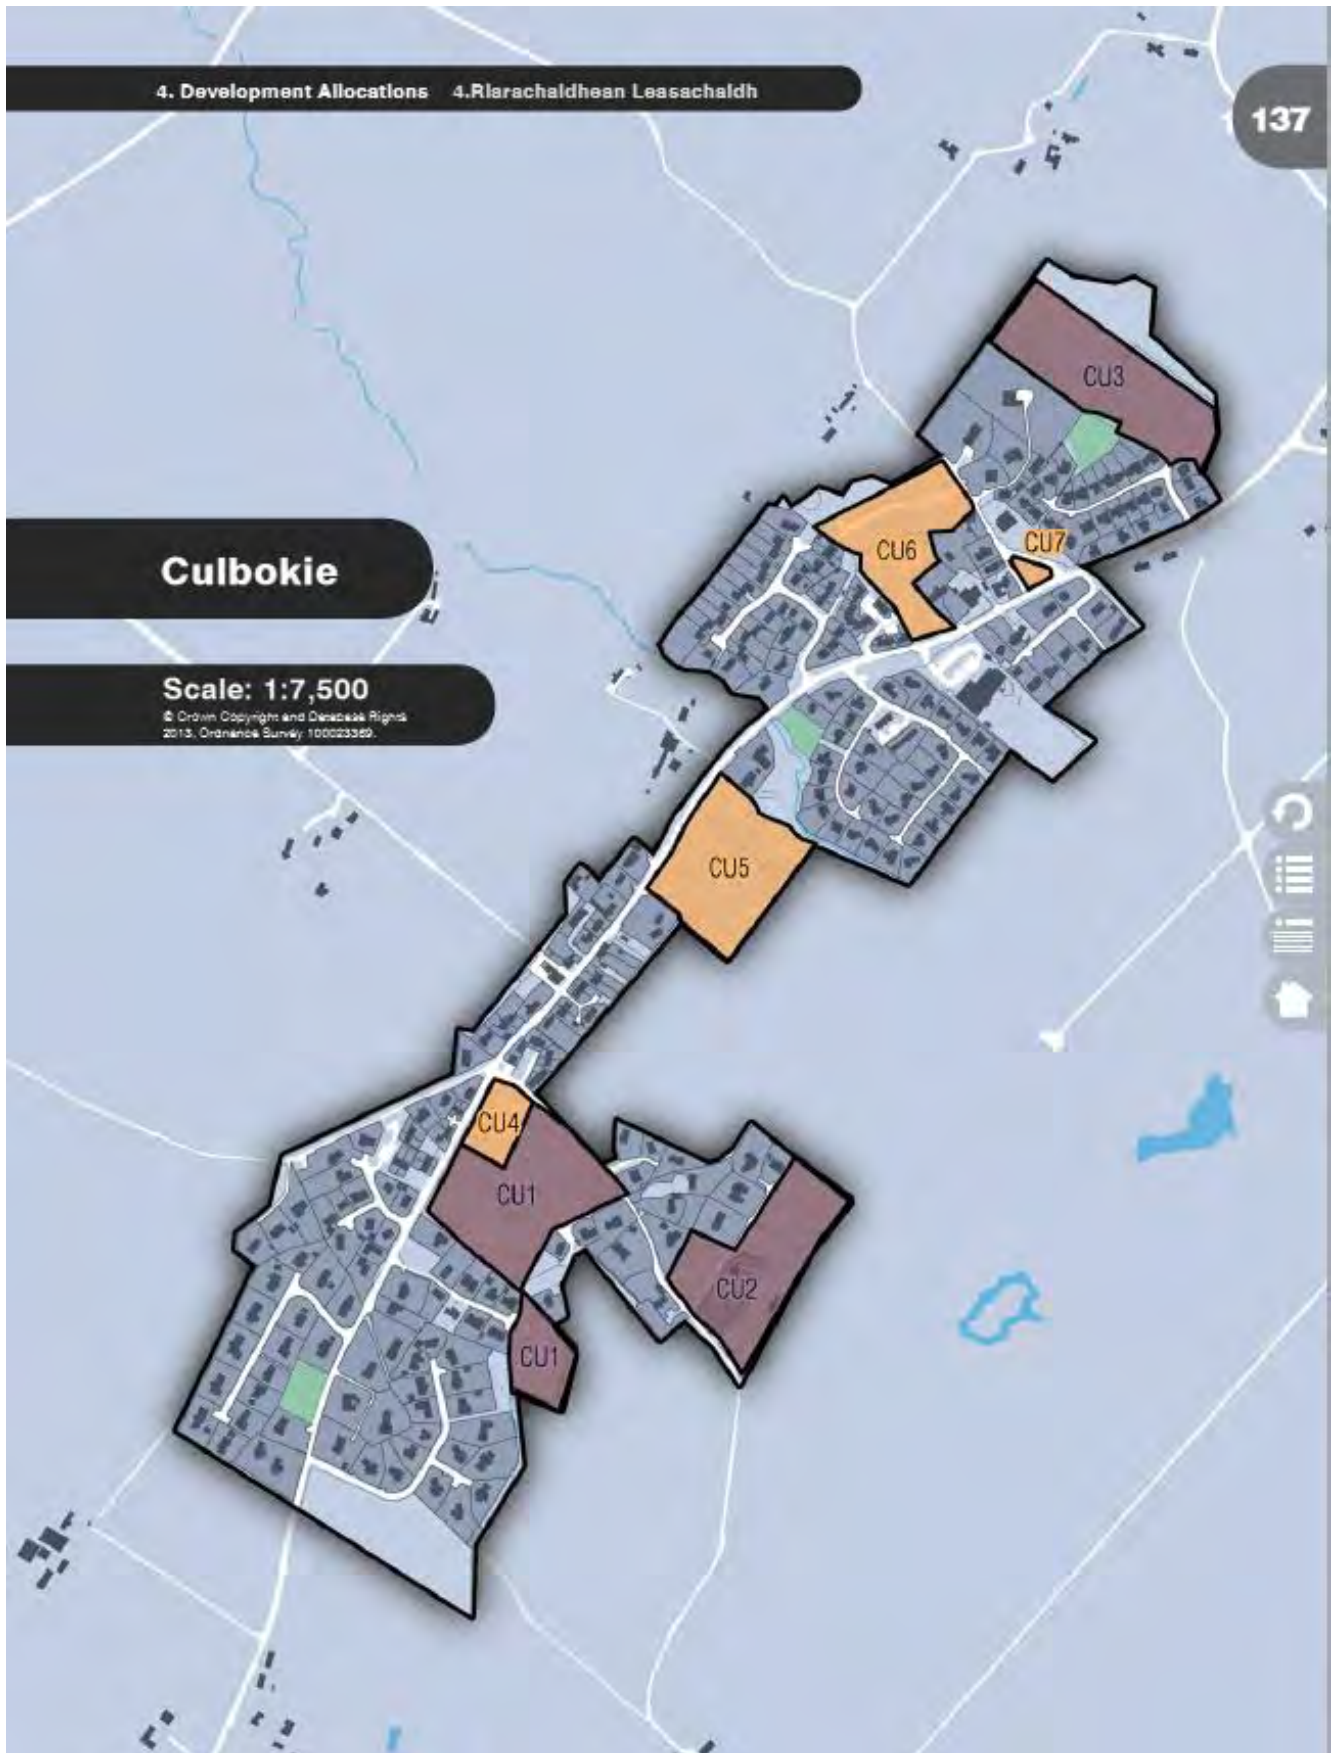 4. Development Allocations 4.Riarachaidhean Leasachaidh
137
CU3
CU6
CU7
Culbokie
Scale: 1:7,500
© Crown Copyright and Database Rights
2013, Ordnance Survey 100023369.
CU5
CU4
CU1
CU2
CU1